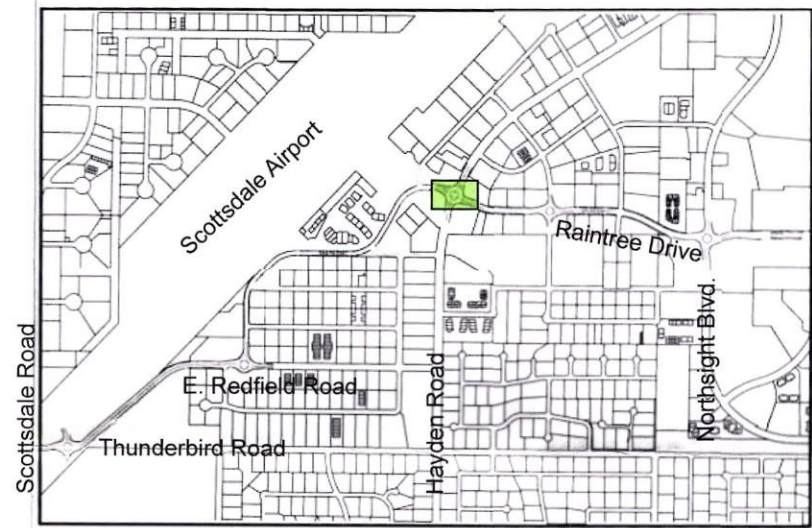 Scottsdale Airport
Raintree Drive
Northsight Blvd.
Scottsdale Road
E. Redfield Road
Hayden Road
Thunderbird Road